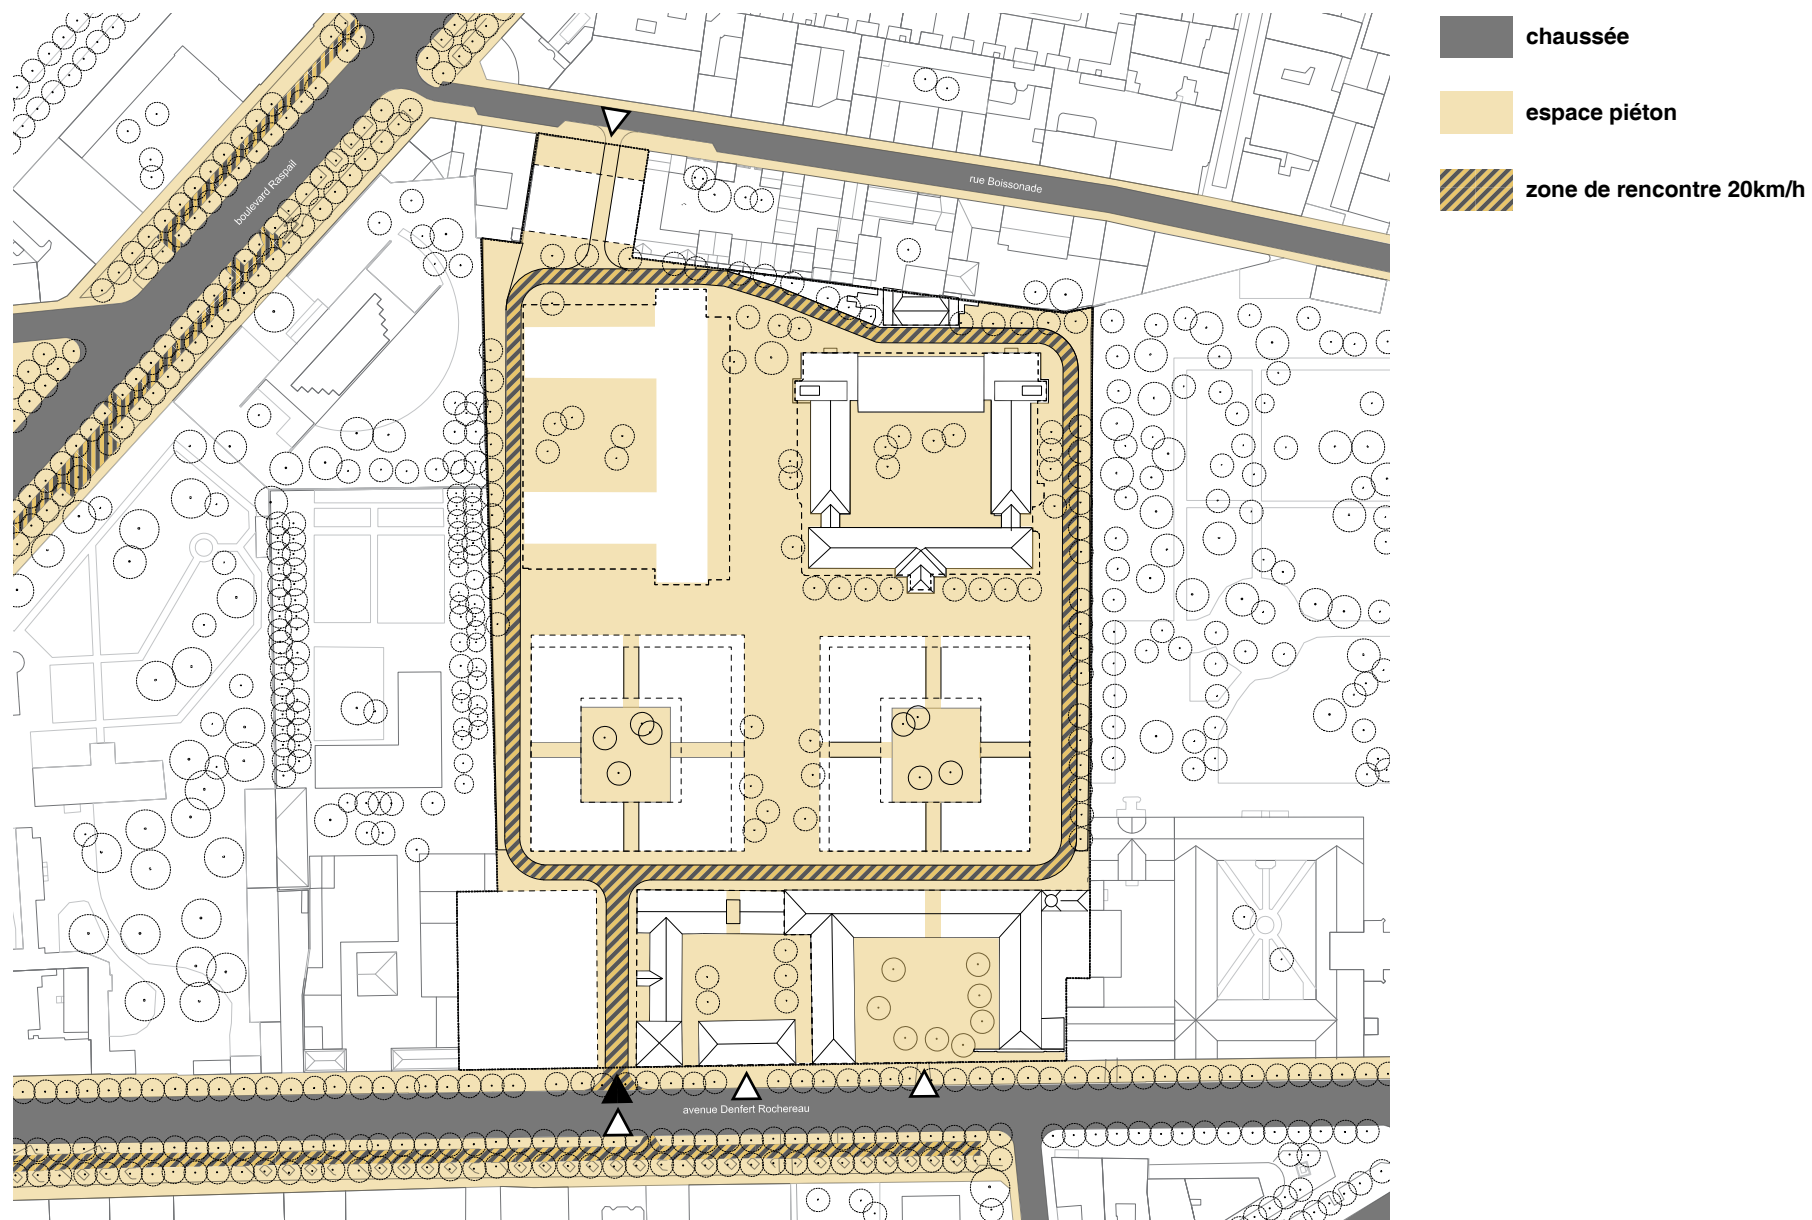 chaussée
espace piéton
zone de rencontre 20km/h
boulevard Raspail
rue Boissonade
avenue Denfert Rochereau